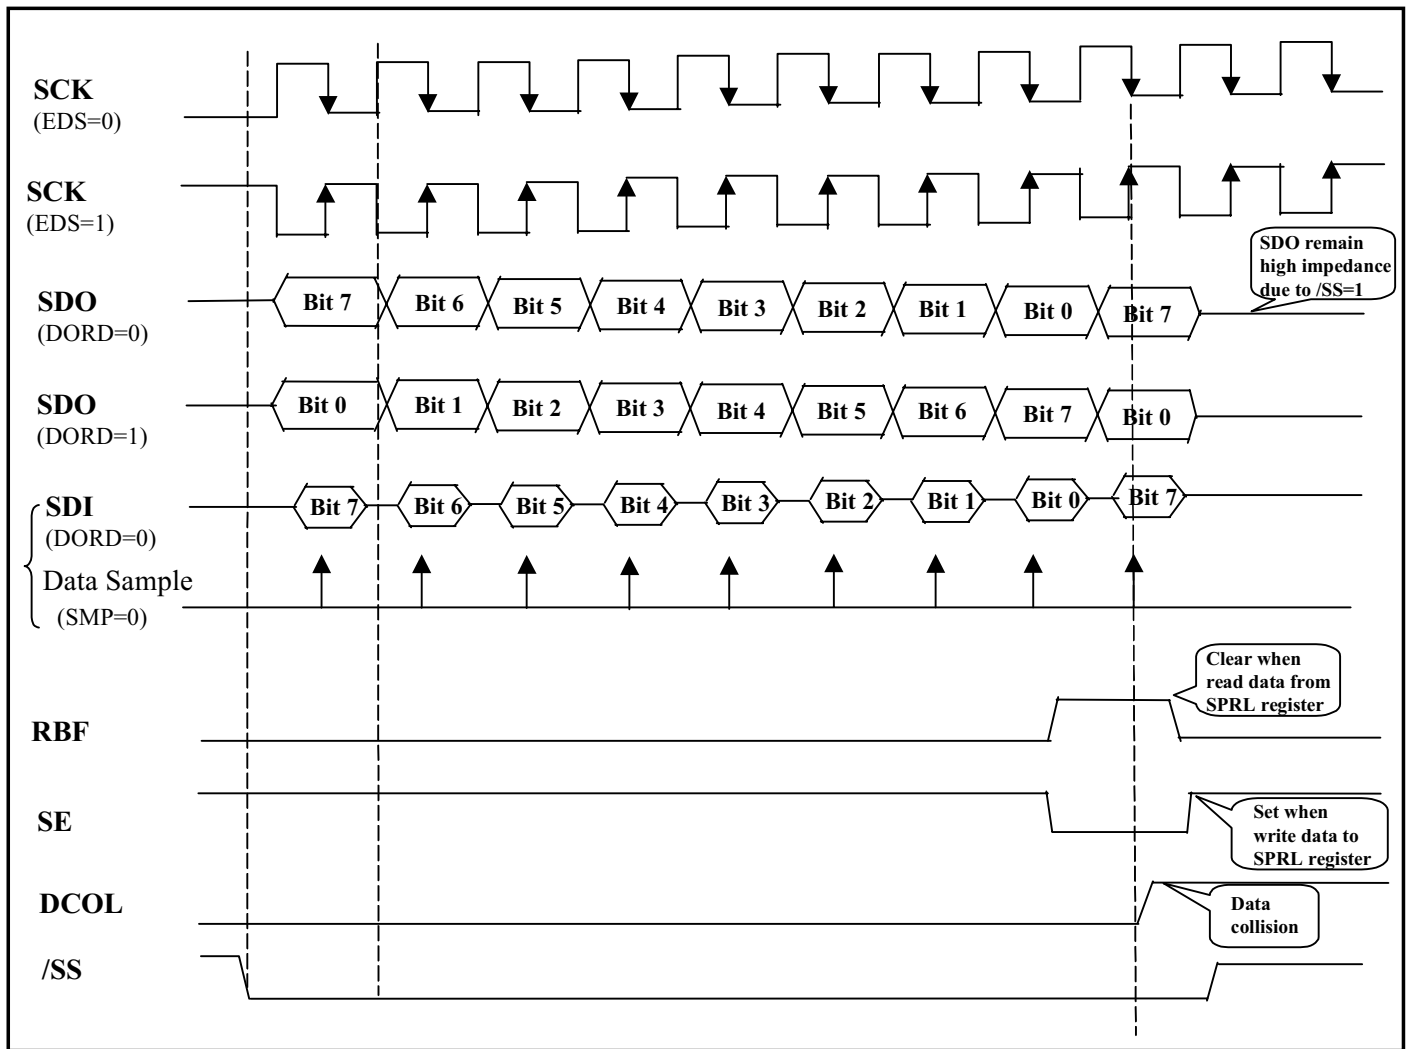 SCK
(EDS=0)
SCK
(EDS=1)
SDO remain
high impedance
due to /SS=1
SDO
(DORD=0)
Bit 7 Bit 6 Bit 5 Bit 4 Bit 3 Bit 2 Bit 1 Bit 0 Bit 7
SDO
(DORD=1)
Bit 0 Bit 1 Bit 2 Bit 3 Bit 4 Bit 5 Bit 6 Bit 7 Bit 0
SDI
(DORD=0)
Bit 7 Bit 6 Bit 5 Bit 4 Bit 3 Bit 2 Bit 1 Bit 0 Bit 7
Data Sample
(SMP=0)
Clear when
read data from
SPRL register
RBF
SE
Set when
write data to
SPRL register
DCOL
Data
collision
/SS